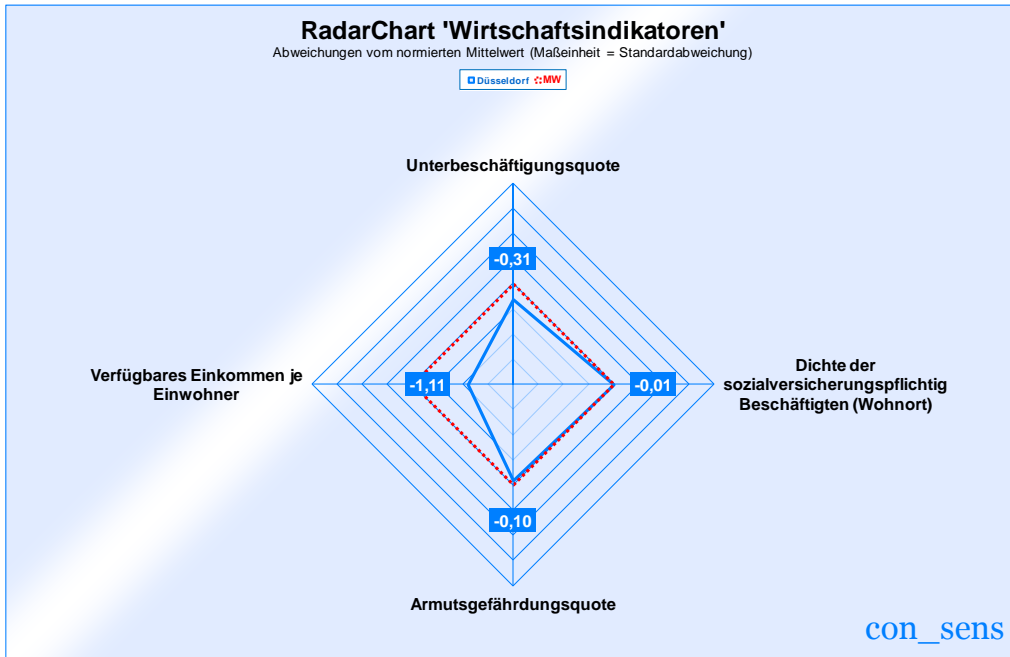 RadarChart 'Wirtschaftsindikatoren'
Abweichungen vom normierten Mittelwert (Maßeinheit = Standardabweichung)
Düsseldorf MW
Unterbeschäftigungsquote
-0,31
Verfügbares Einkommen je
Einwohner
-1,11
-0,01
Dichte der
sozialversicherungspflichtig
Beschäftigten (Wohnort)
-0,10
Armutsgefährdungsquote
con_sens